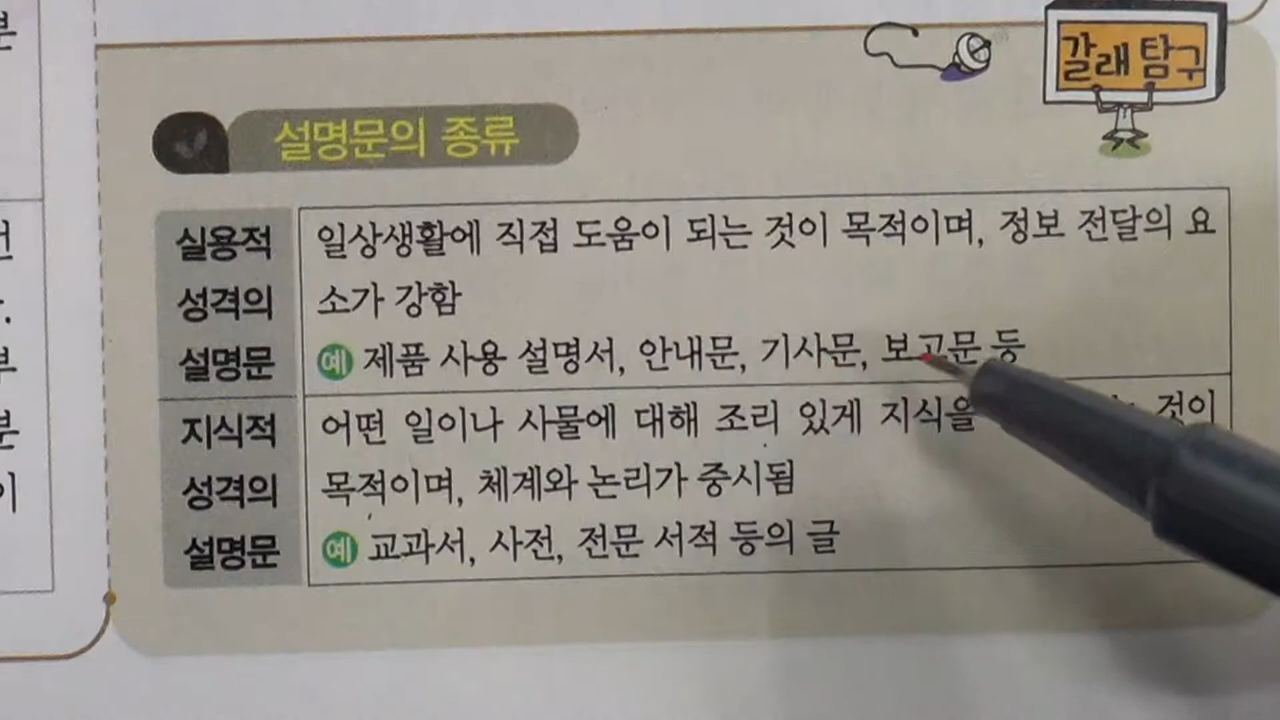 갈래 탐구
설명문의 종류
실용적 성격의 설명문
일상생활에 직접 도움이 되는 것이 목적이며, 정보 전달의 요
소가 강함
예 제품 사용 설명서, 안내문, 기사문, 보고문 등
지식적 성격의 설명문
어떤 일이나 사물에 대해 조리 있게 지식을 것이
목적이며, 체계와 논리가 중시됨
예 교과서, 사전, 전문 서적 등의 글